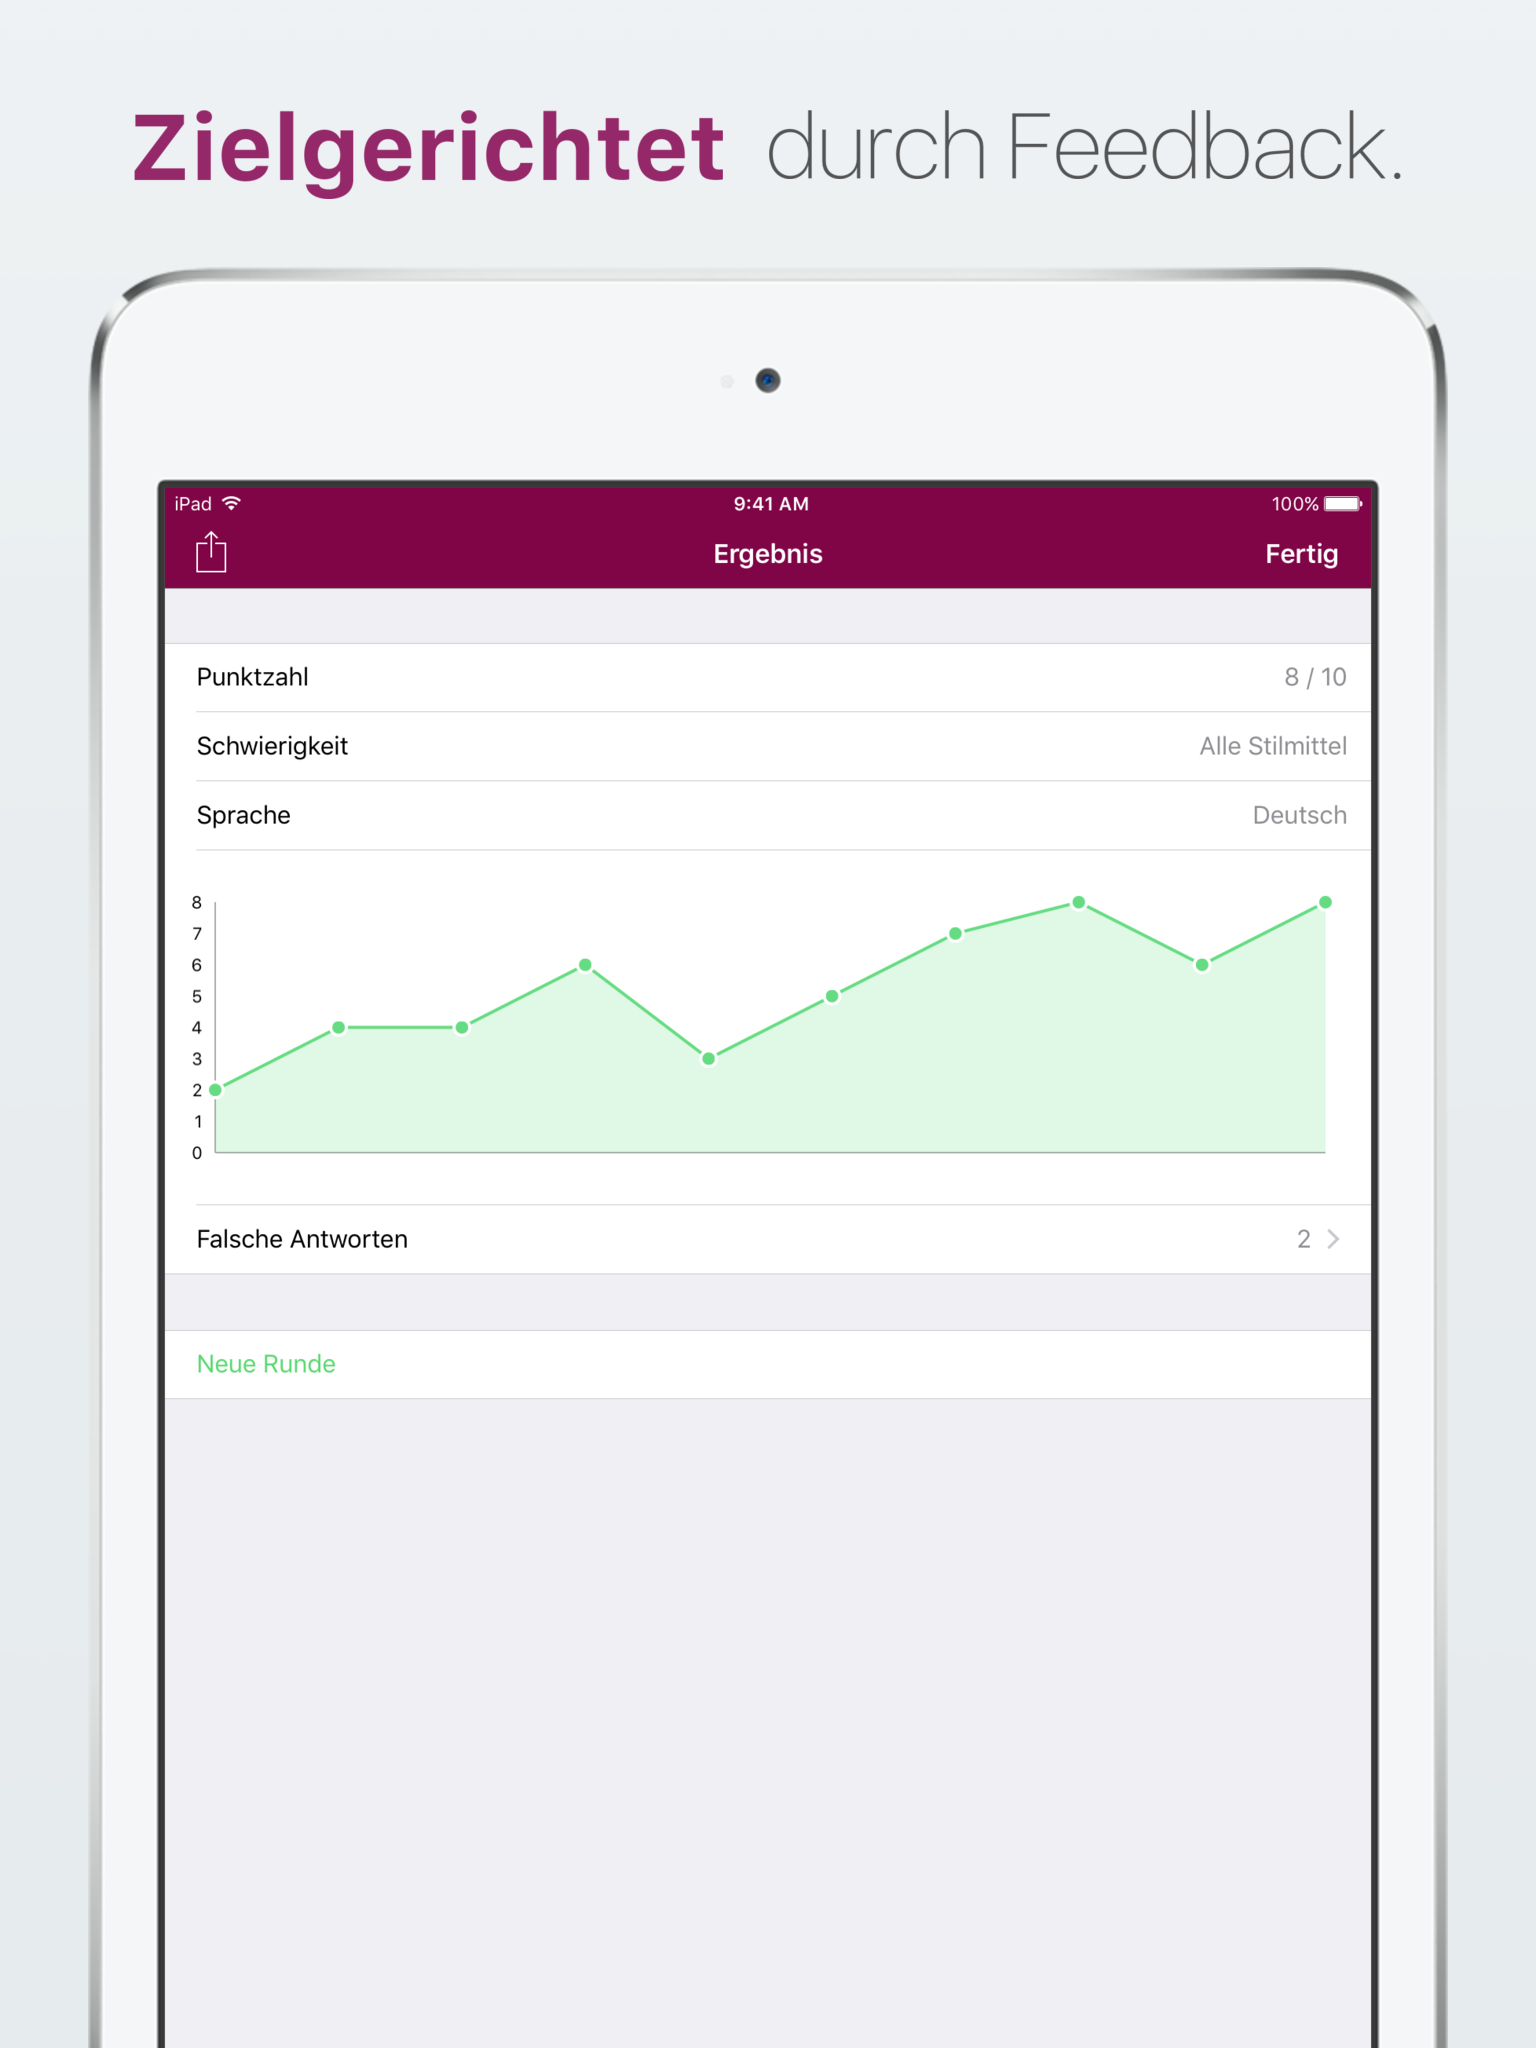 Zielgerichtet durch Feedback.
iPad 9:41 AM 100%
Ergebnis Fertig
Punktzahl 8 / 10
Schwierigkeit Alle Stilmittel
Sprache Deutsch
8
7
6
5
4
3
2
1
0
Falsche Antworten 2
Neue Runde